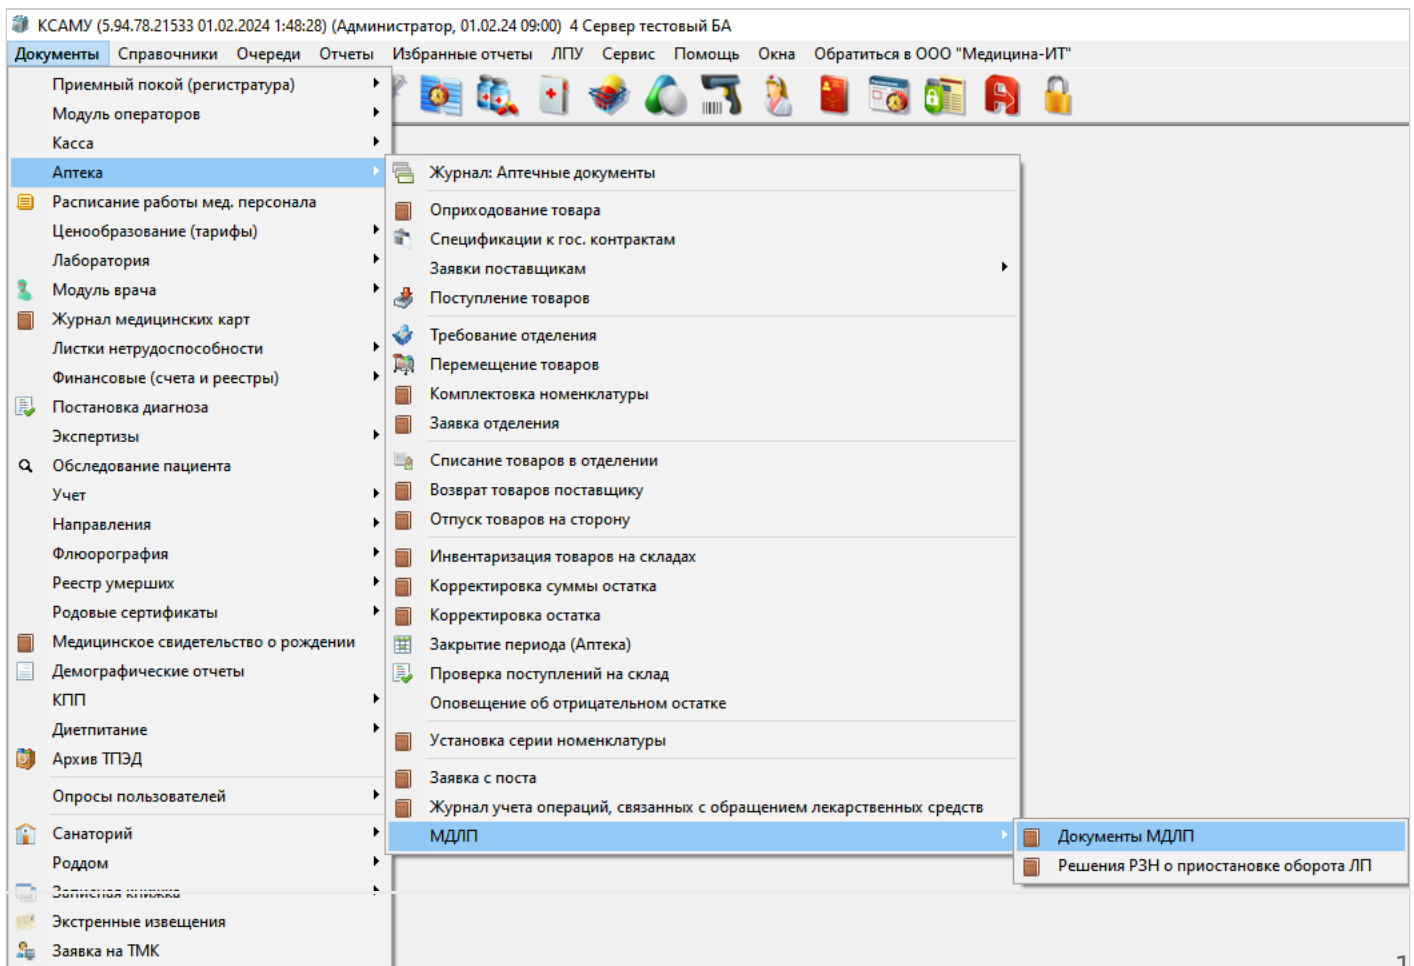 КСАМУ (5.94.78.21533 01.02.2024 1:48:28) (Администратор, 01.02.24 09:00) 4 Сервер тестовый БА
Документы Справочники Очереди Отчеты Избранные отчеты ЛПУ Сервис Помощь Окна Обратиться в ООО "Медицина-ИТ"
Приемный покой (регистратура)
Модуль операторов
Касса
Аптека
Расписание работы мед. персонала
Ценообразование (тарифы)
Лаборатория
Модуль врача
Журнал медицинских карт
Листки нетрудоспособности
Финансовые (счета и реестры)
Постановка диагноза
Экспертизы
Обследование пациента
Учет
Направления
Флюорография
Реестр умерших
Родовые сертификаты
Медицинское свидетельство о рождении
Демографические отчеты
КПП
Диетпитание
Архив ТПЭД
Опросы пользователей
Санаторий
Роддом
Записная книжка
Экстренные извещения
Заявка на ТМК
Журнал: Аптечные документы
Оприходование товара
Спецификации к гос. контрактам
Заявки поставщикам
Поступление товаров
Требование отделения
Перемещение товаров
Комплектовка номенклатуры
Заявка отделения
Списание товаров в отделении
Возврат товаров поставщику
Отпуск товаров на сторону
Инвентаризация товаров на складах
Корректировка суммы остатка
Корректировка остатка
Закрытие периода (Аптека)
Проверка поступлений на склад
Оповещение об отрицательном остатке
Установка серии номенклатуры
Заявка с поста
Журнал учета операций, связанных с обращением лекарственных средств
МДЛП
Документы МДЛП
Решения РЗН о приостановке оборота ЛП
1